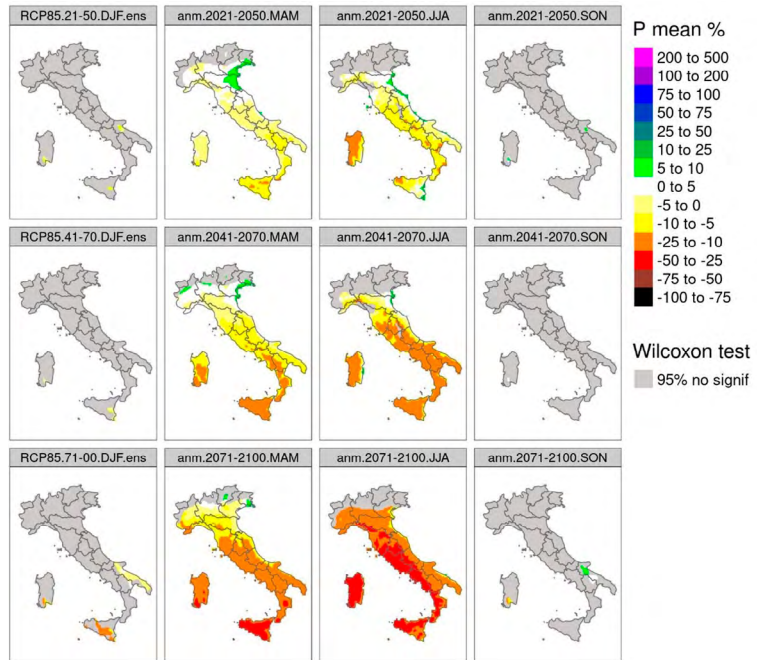 RCP85.21-50.DJF.ens
anm.2021-2050.MAM
anm.2021-2050.JJA
anm.2021-2050.SON
P mean %
200 to 500
100 to 200
75 to 100
50 to 75
25 to 50
10 to 25
5 to 10
0 to 5
-5 to 0
-10 to -5
-25 to -10
-50 to -25
-75 to -50
-100 to -75
Wilcoxon test
95% no signif
RCP85.41-70.DJF.ens
anm.2041-2070.MAM
anm.2041-2070.JJA
anm.2041-2070.SON
RCP85.71-00.DJF.ens
anm.2071-2100.MAM
anm.2071-2100.JJA
anm.2071-2100.SON